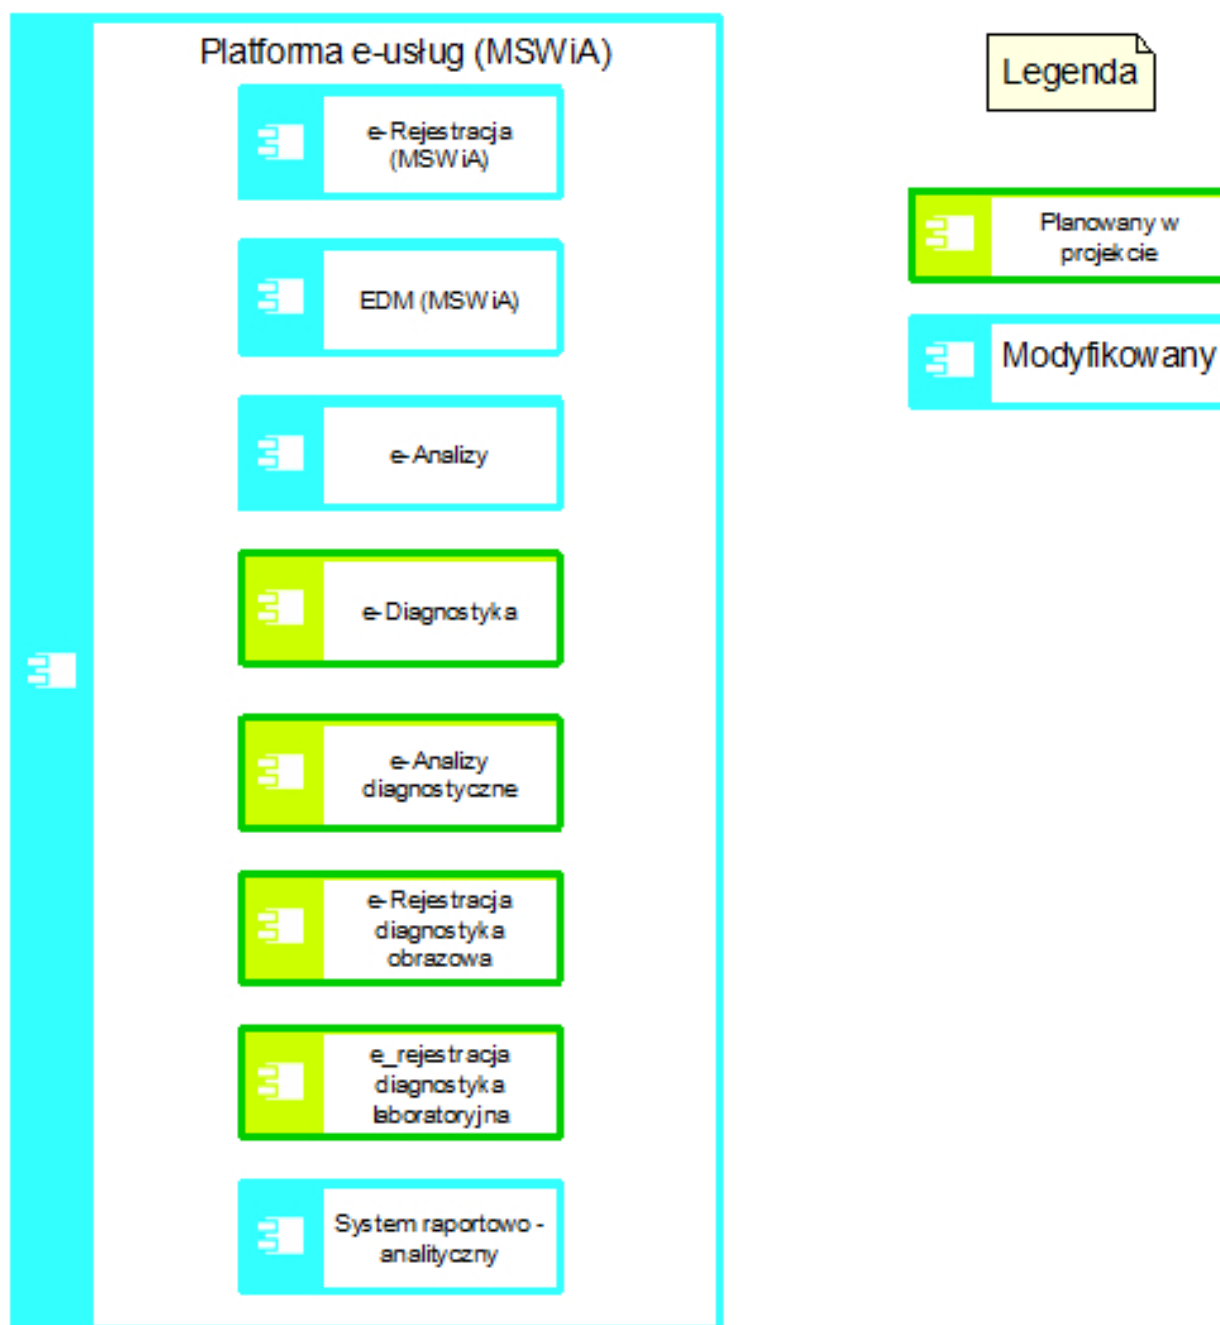 Platforma e-usług (MSWiA)
e-Rejestracja
(MSWiA)
EDM (MSWiA)
e-Analizy
e-Diagnostyka
e-Analizy
diagnostyczne
e-Rejestracja
diagnostyka
obrazowa
e_rejestracja
diagnostyka
laboratoryjna
System raportowo -
analityczny
Legenda
Planowany w
projekcie
Modyfikowany